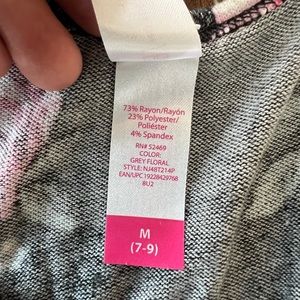 73% Rayon/Rayón
23% Polyester/
Poliéster
4% Spandex
RN# 52469
COLOR:
GREY FLORAL
STYLE: NJ48T214P
EAN/UPC 19228429768
8U2
M
(7-9)